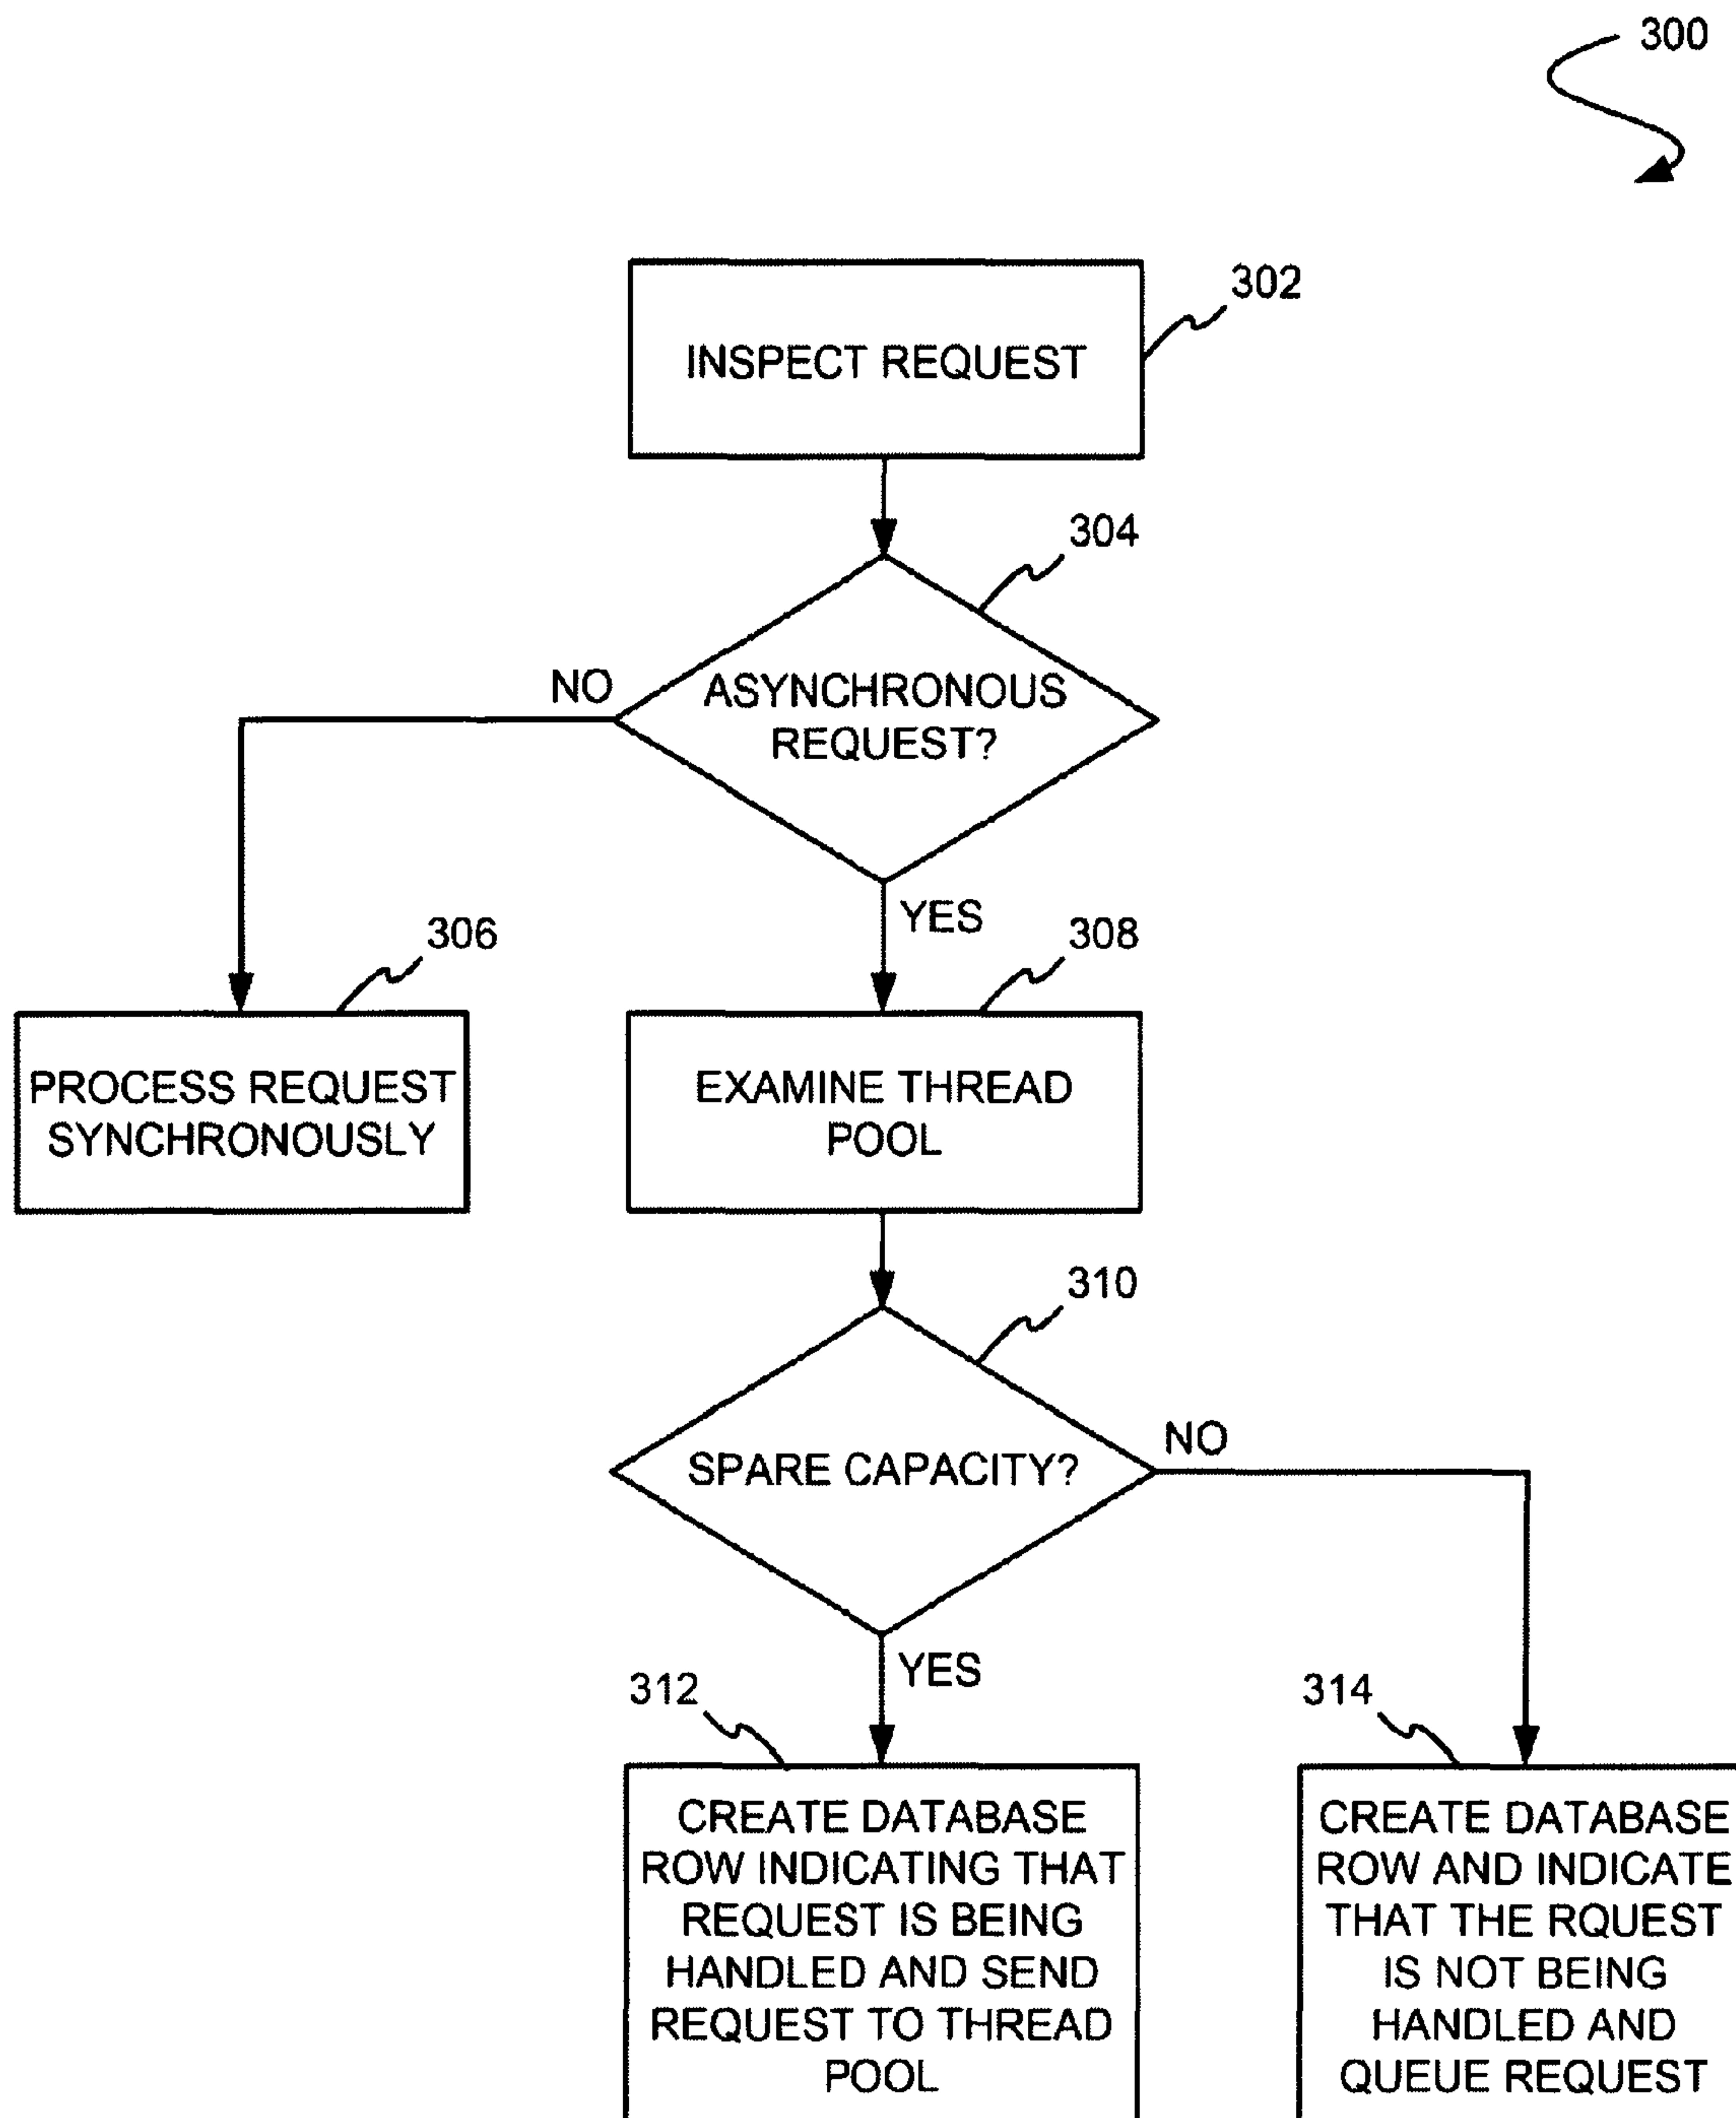 300
302
INSPECT REQUEST
304
NO
ASYNCHRONOUS
REQUEST?
YES
306
308
PROCESS REQUEST
SYNCHRONOUSLY
EXAMINE THREAD
POOL
310
NO
SPARE CAPACITY?
YES
312
314
CREATE DATABASE
ROW INDICATING THAT
REQUEST IS BEING
HANDLED AND SEND
REQUEST TO THREAD
POOL
CREATE DATABASE
ROW AND INDICATE
THAT THE RQUEST
IS NOT BEING
HANDLED AND
QUEUE REQUEST